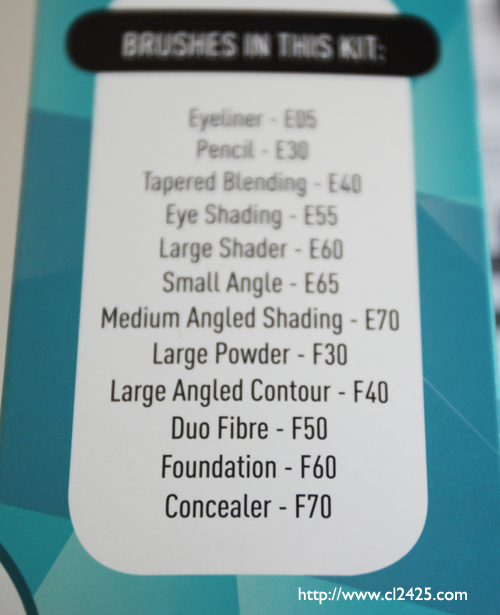 BRUSHES IN THIS KIT:
Eyeliner - E05
Pencil - E30
Tapered Blending - E40
Eye Shading - E55
Large Shader - E60
Small Angle - E65
Medium Angled Shading - E70
Large Powder - F30
Large Angled Contour - F40
Duo Fibre - F50
Foundation - F60
Concealer - F70
http://www.cl2425.com